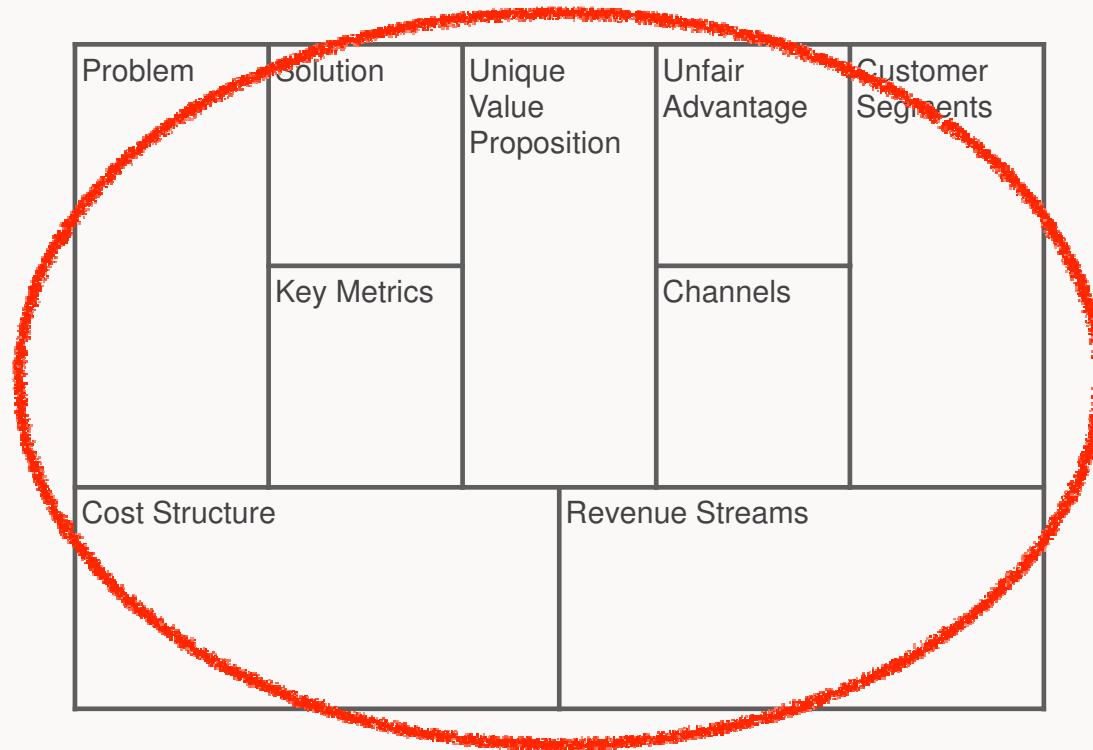 Problem
Solution
Unique
Value
Proposition
Unfair
Advantage
Customer
Segments
Key Metrics
Channels
Cost Structure
Revenue Streams